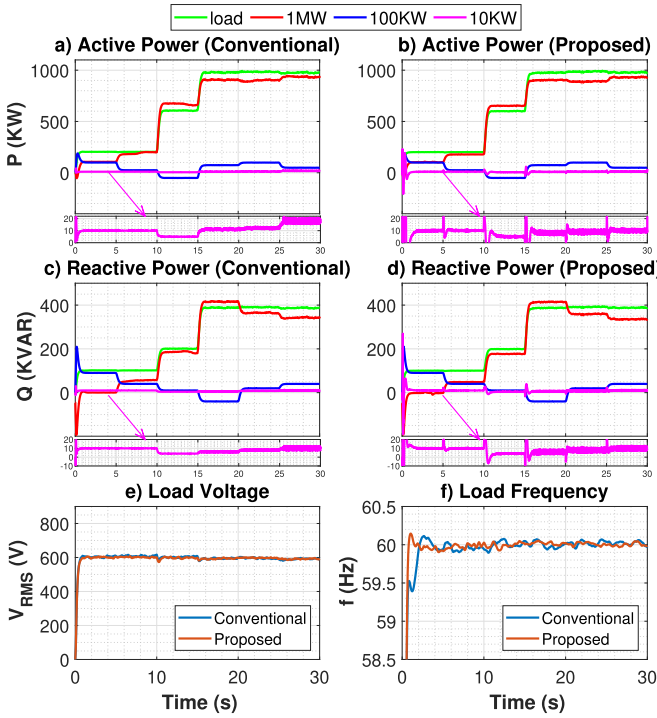 load 1MW 100KW 10KW
a) Active Power (Conventional) b) Active Power (Proposed)
P (KW)
1000
500
0
1000
500
0
20
10
0
0 5 10 15 20 25 30
20
10
0
0 5 10 15 20 25 30
c) Reactive Power (Conventional) d) Reactive Power (Proposed)
Q (KVAR)
400
200
0
400
200
0
20
10
0
-10
0 5 10 15 20 25 30
20
10
0
-10
0 5 10 15 20 25 30
e) Load Voltage f) Load Frequency
VRMS (V)
800
600
400
200
0
Conventional
Proposed
0 10 20 30
Time (s)
f (Hz)
60.5
60
59.5
59
58.5
Conventional
Proposed
0 10 20 30
Time (s)